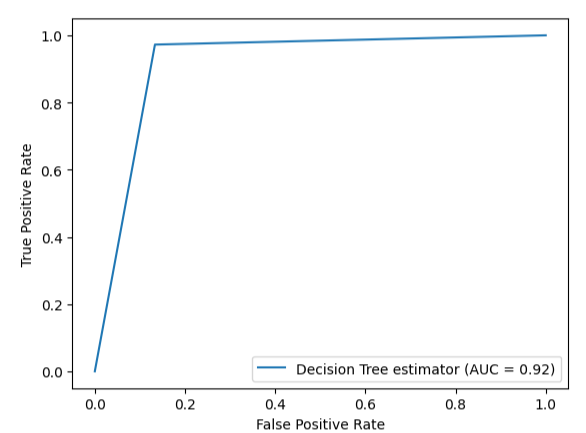 1.0
0.8
0.6
0.4
0.2
0.0
True Positive Rate
Decision Tree estimator (AUC = 0.92)
0.0 0.2 0.4 0.6 0.8 1.0
False Positive Rate